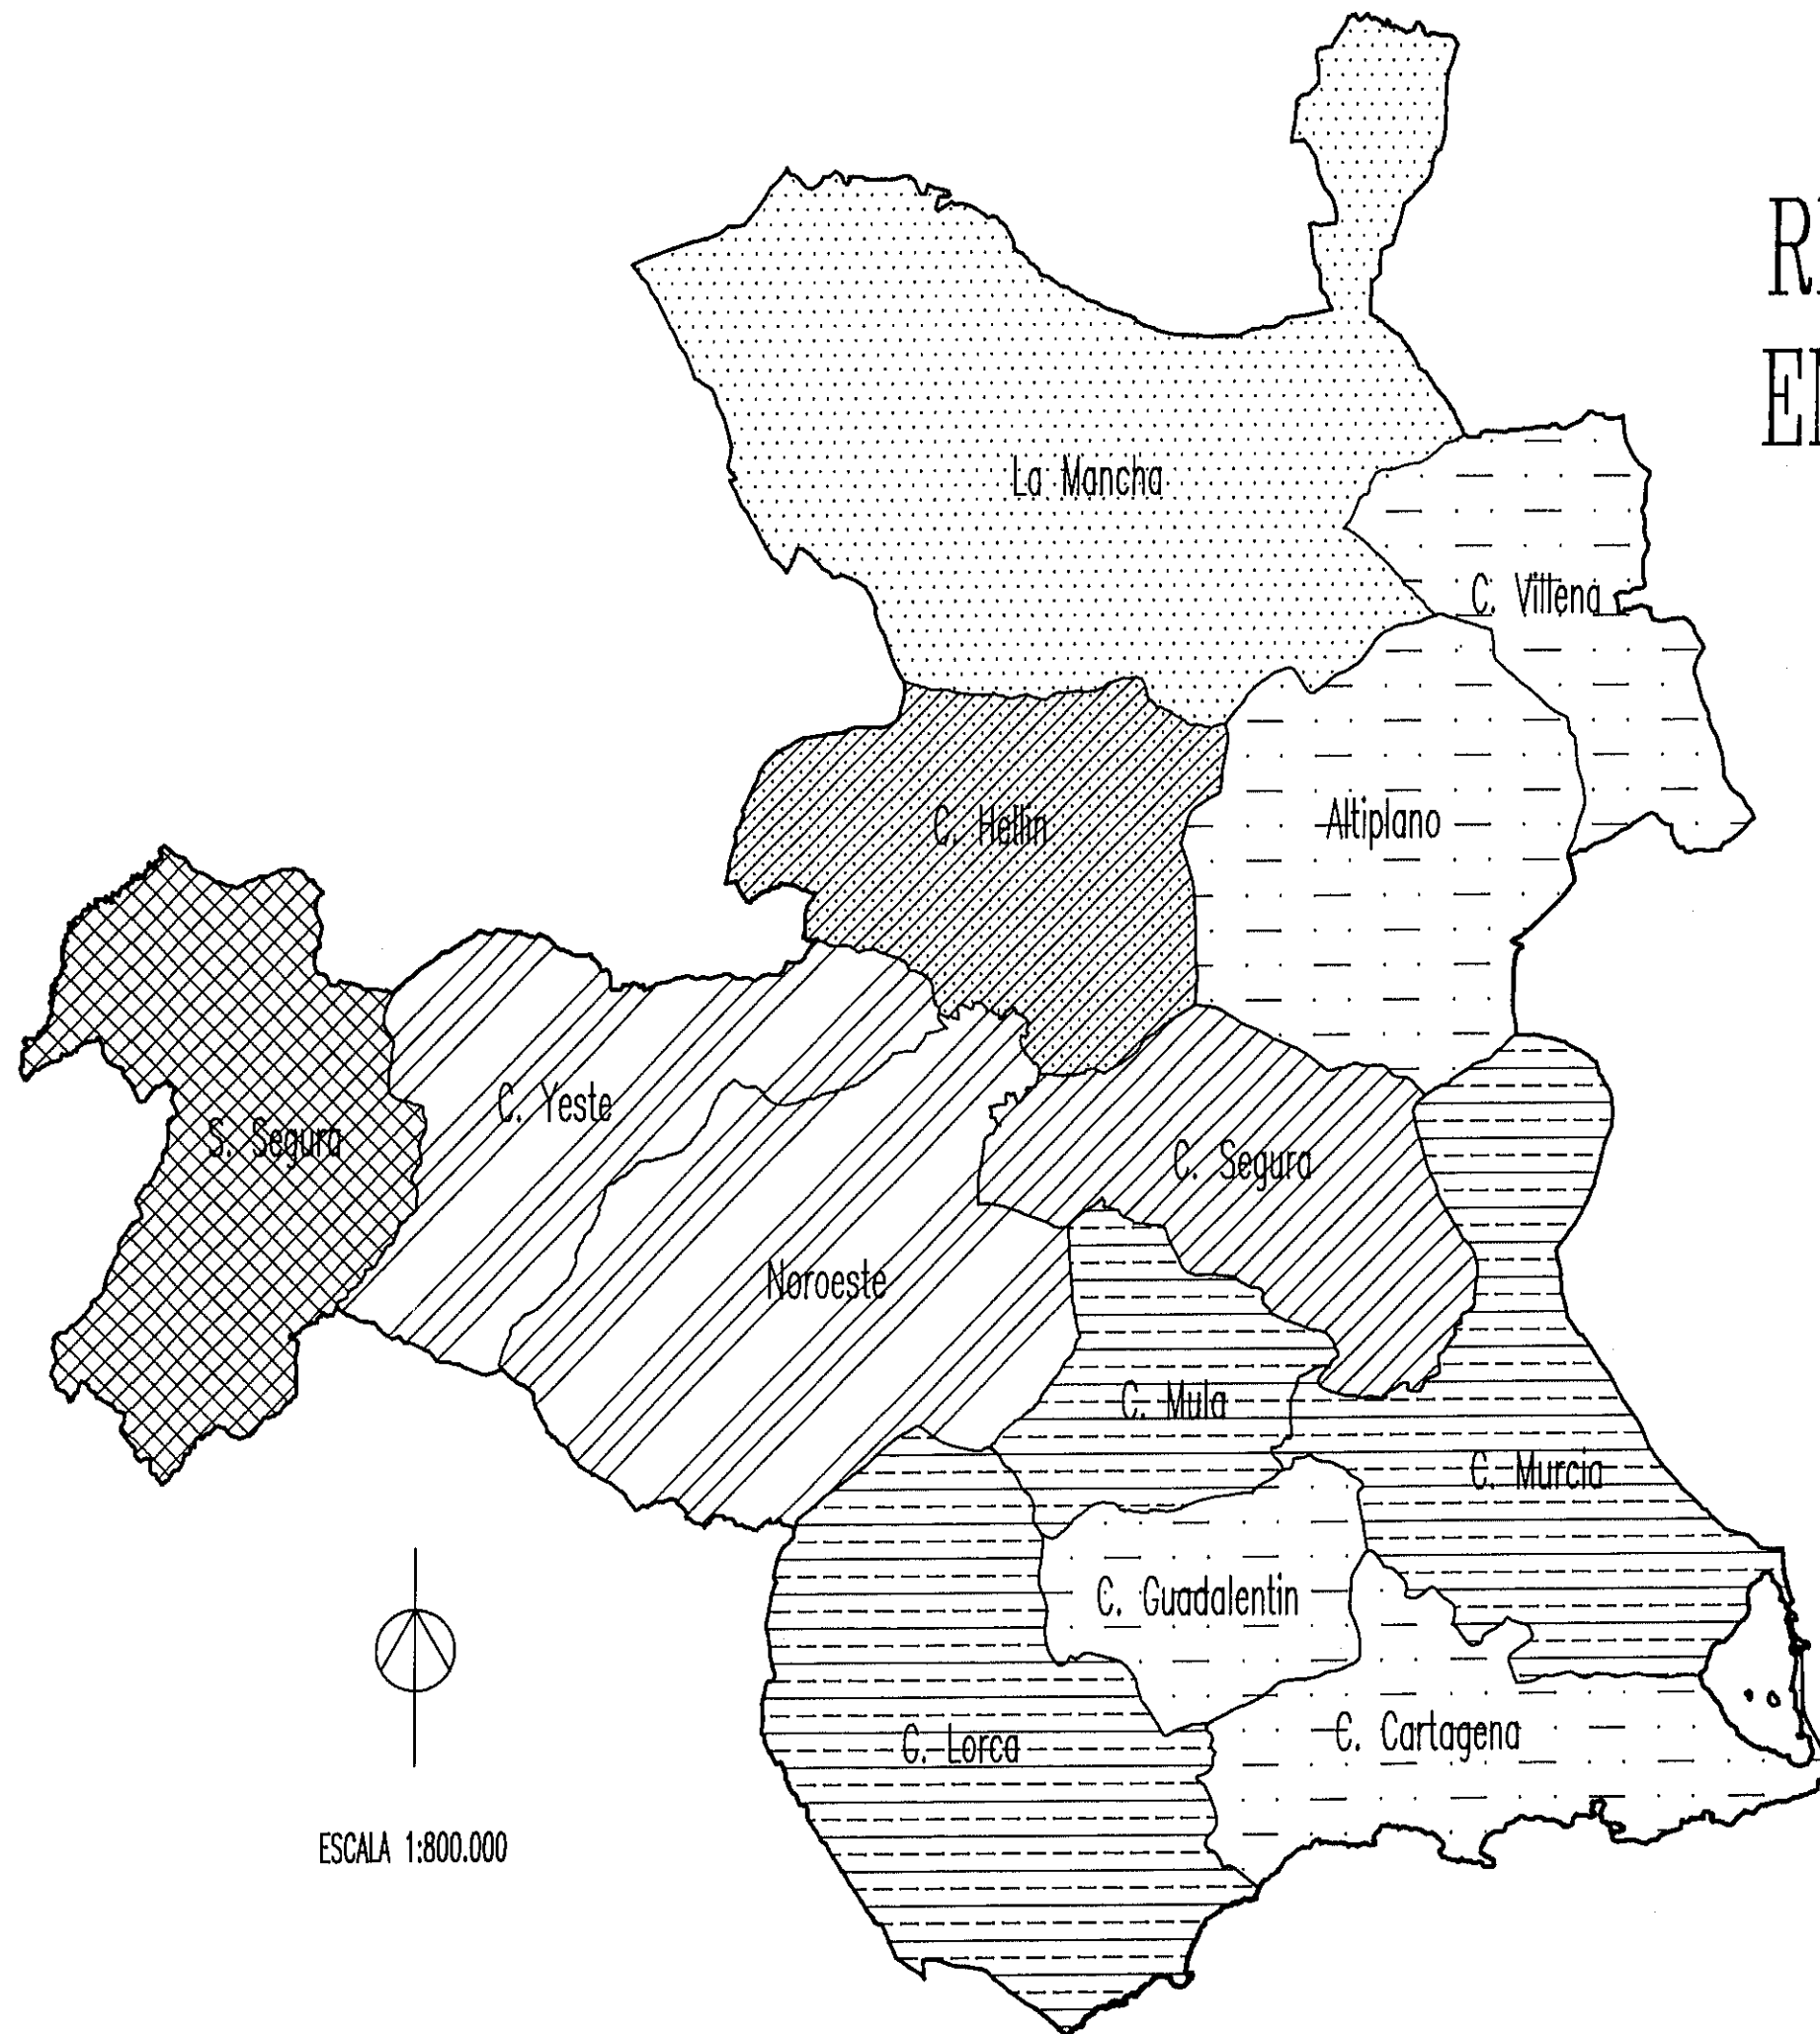 La Mancha
C. Villena
C. Hellin
Altiplano
C. Yeste
S. Segura
C. Segura
Noroeste
C. Mula
C. Murcia
C. Guadalentin
C. Lorca
C. Cartagena
ESCALA 1:800.000